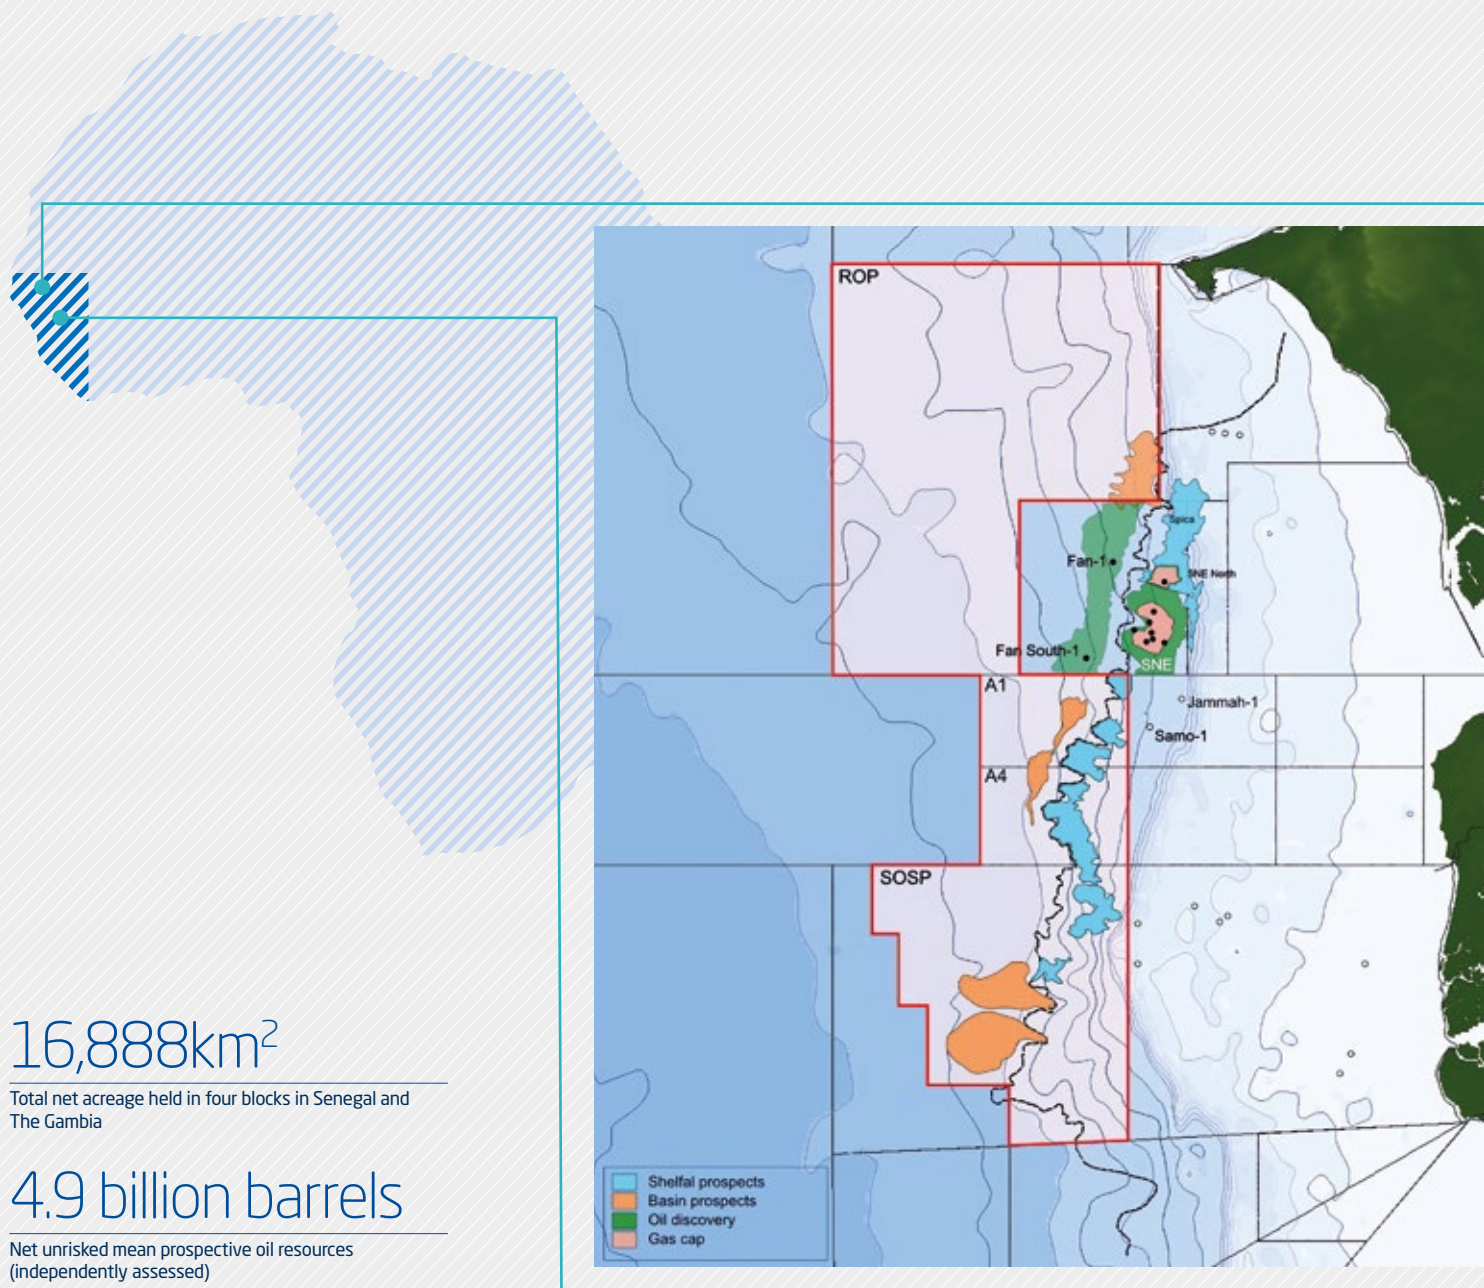 ROP
Spica
Fan-1
SNE North
Fan South-1
SNE
A1
Jammah-1
Samo-1
A4
SOSP
16,888km²
Total net acreage held in four blocks in Senegal and
The Gambia
4.9 billion barrels
Net unrisked mean prospective oil resources
(independently assessed)
Shelfal prospects
Basin prospects
Oil discovery
Gas cap